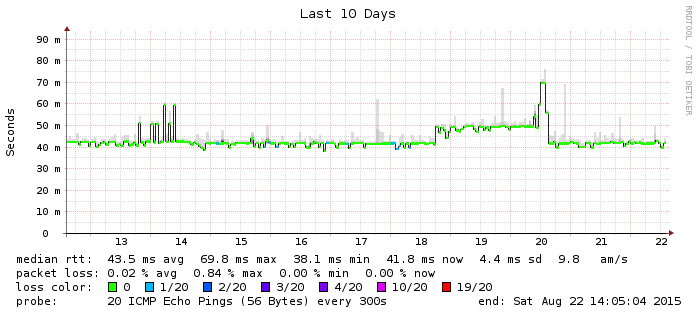 Last 10 Days
RRDTOOL / TOBI OETIKER
Seconds
90 m
80 m
70 m
60 m
50 m
40 m
30 m
20 m
10 m
0
13 14 15 16 17 18 19 20 21 22
median rtt: 43.5 ms avg 69.8 ms max 38.1 ms min 41.8 ms now 4.4 ms sd 9.8 am/s
packet loss: 0.02 % avg 0.84 % max 0.00 % min 0.00 % now
loss color: 0 1/20 2/20 3/20 4/20 10/20 19/20
probe: 20 ICMP Echo Pings (56 Bytes) every 300s end: Sat Aug 22 14:05:04 2015